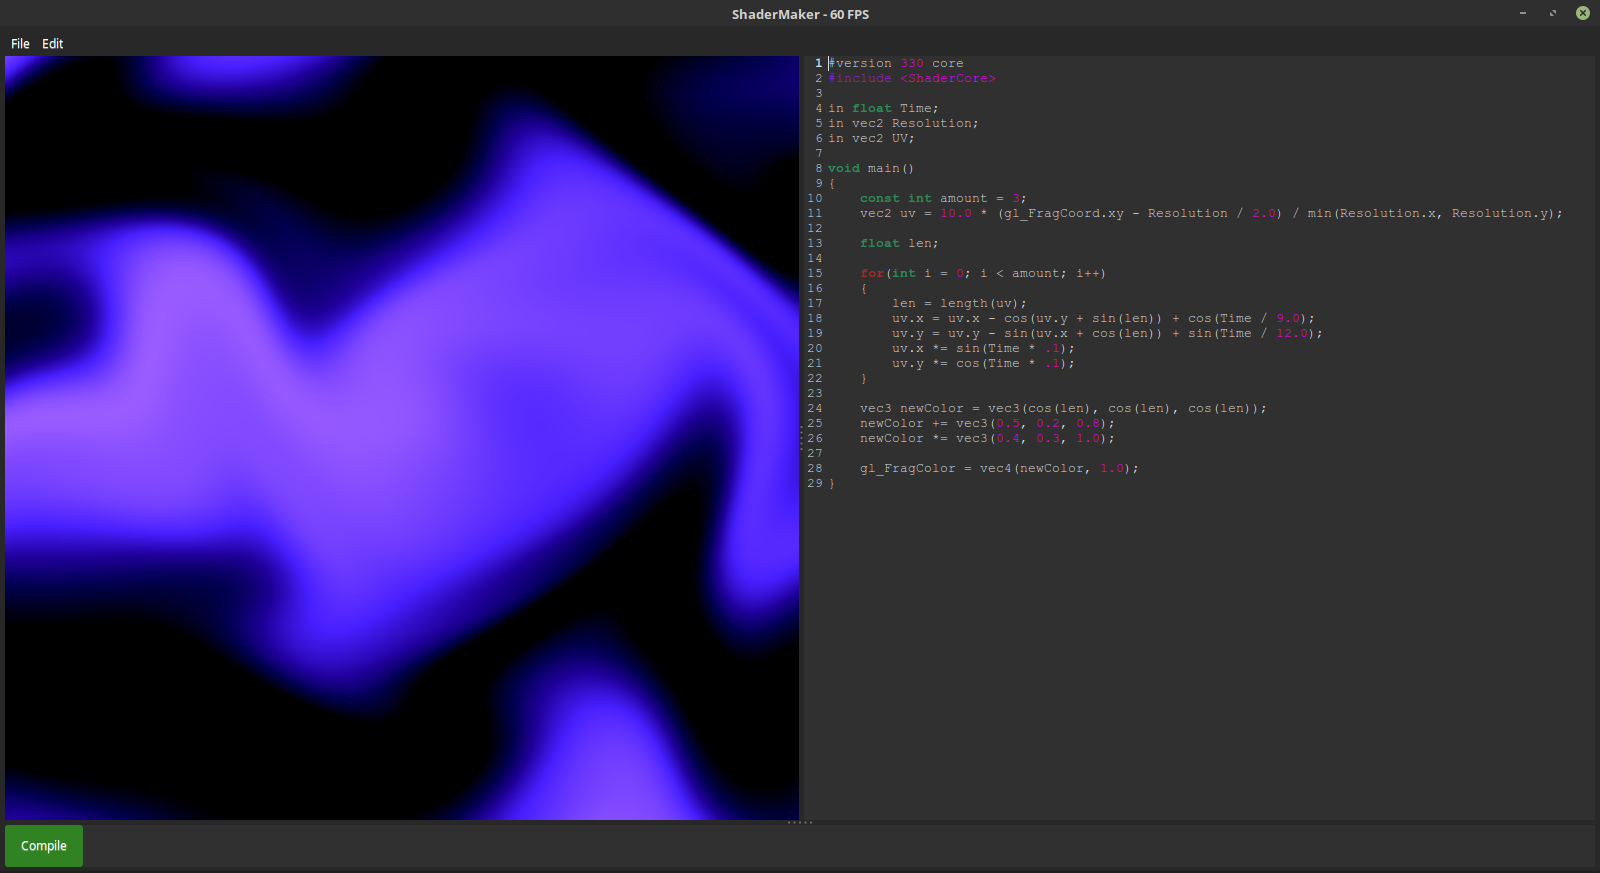 ShaderMaker - 60 FPS
File Edit
1 #version 330 core
2 #include <ShaderCore>
3
4 in float Time;
5 in vec2 Resolution;
6 in vec2 UV;
7
8 void main()
9 {
10     const int amount = 3;
11     vec2 uv = 10.0 * (gl_FragCoord.xy - Resolution / 2.0) / min(Resolution.x, Resolution.y);
12
13     float len;
14
15     for(int i = 0; i < amount; i++)
16     {
17         len = length(uv);
18         uv.x = uv.x - cos(uv.y + sin(len)) + cos(Time / 9.0);
19         uv.y = uv.y - sin(uv.x + cos(len)) + sin(Time / 12.0);
20         uv.x *= sin(Time * .1);
21         uv.y *= cos(Time * .1);
22     }
23
24     vec3 newColor = vec3(cos(len), cos(len), cos(len));
25     newColor += vec3(0.5, 0.2, 0.8);
26     newColor *= vec3(0.4, 0.3, 1.0);
27
28     gl_FragColor = vec4(newColor, 1.0);
29 }
Compile